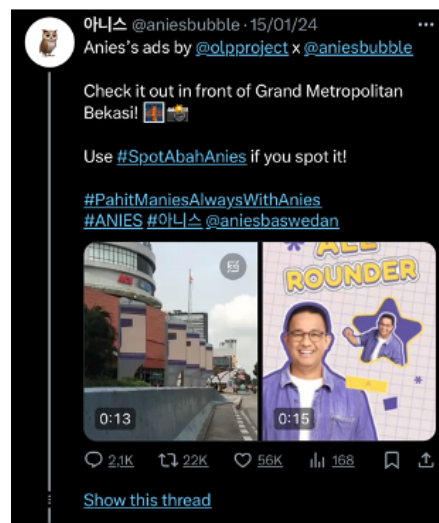 아니스 @aniesbubble · 15/01/24
Anies's ads by @olpproject x @aniesbubble
Check it out in front of Grand Metropolitan
Bekasi! 🌉📸
Use #SpotAbahAnies if you spot it!
#PahitManiesAlwaysWithAnies
#ANIES #아니스 @aniesbaswedan
ALL
ROUNDER
0:13
0:15
2,1K 22K 56K 168
Show this thread